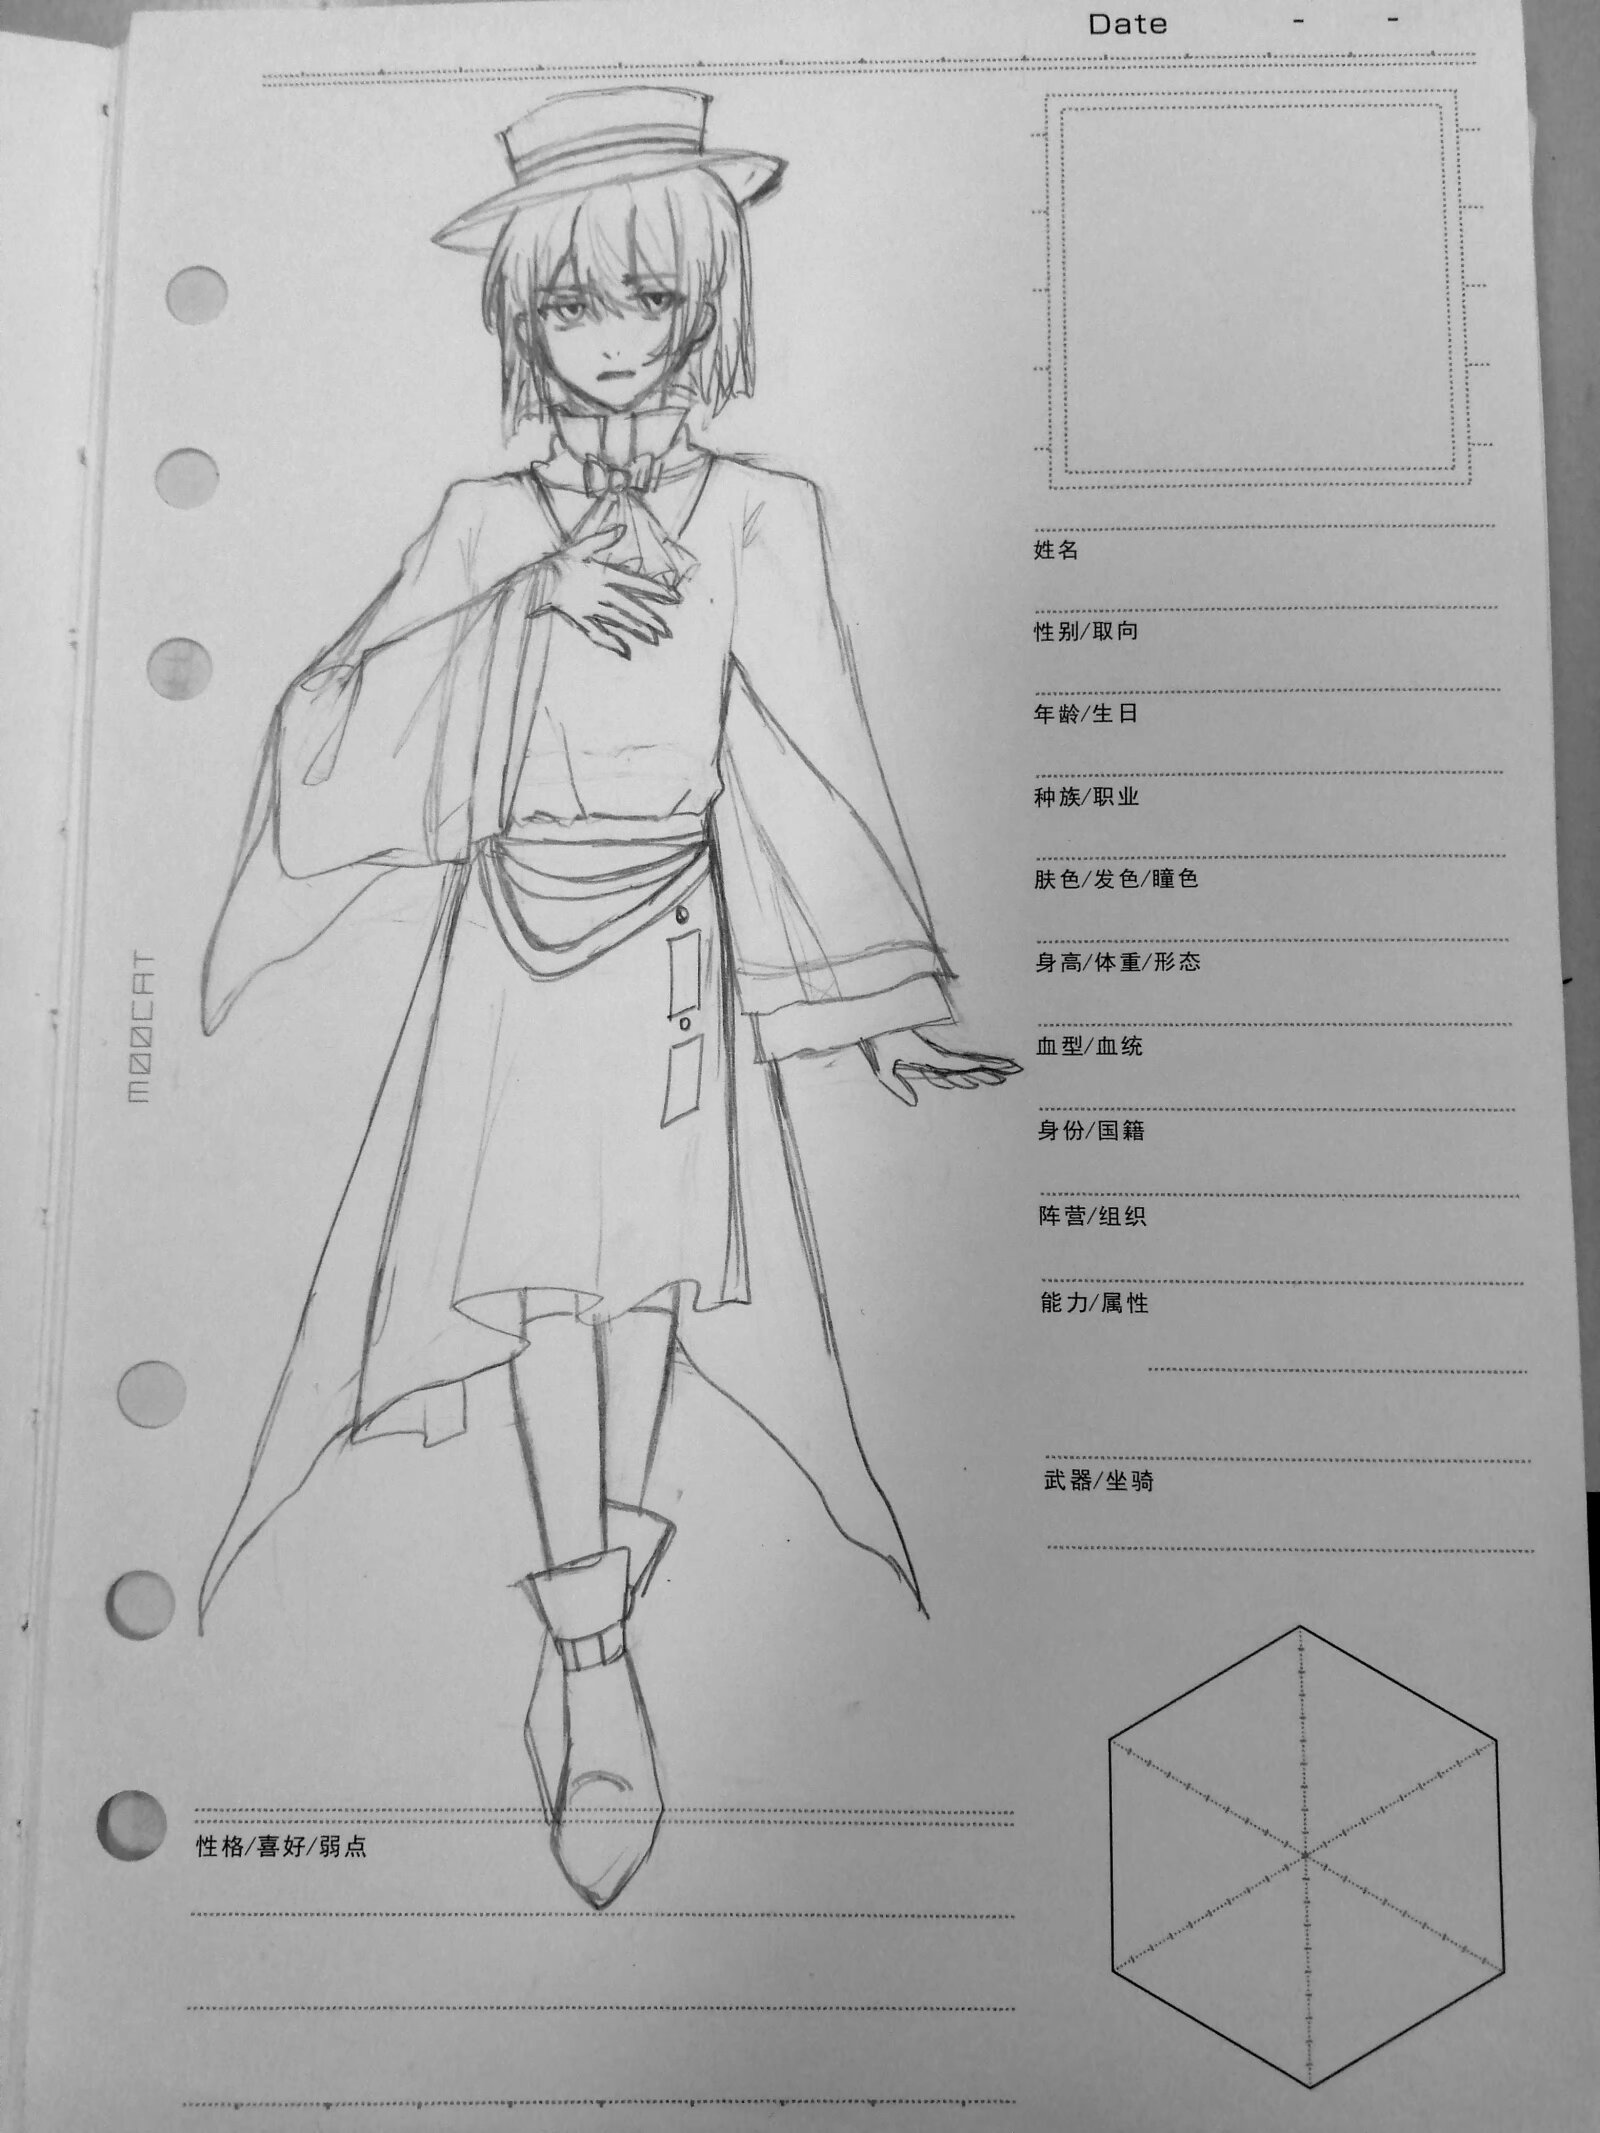 Date - -
姓名
性别/取向
年龄/生日
种族/职业
肤色/发色/瞳色
身高/体重/形态
血型/血统
身份/国籍
阵营/组织
能力/属性
武器/坐骑
MOOCAT
性格/喜好/弱点